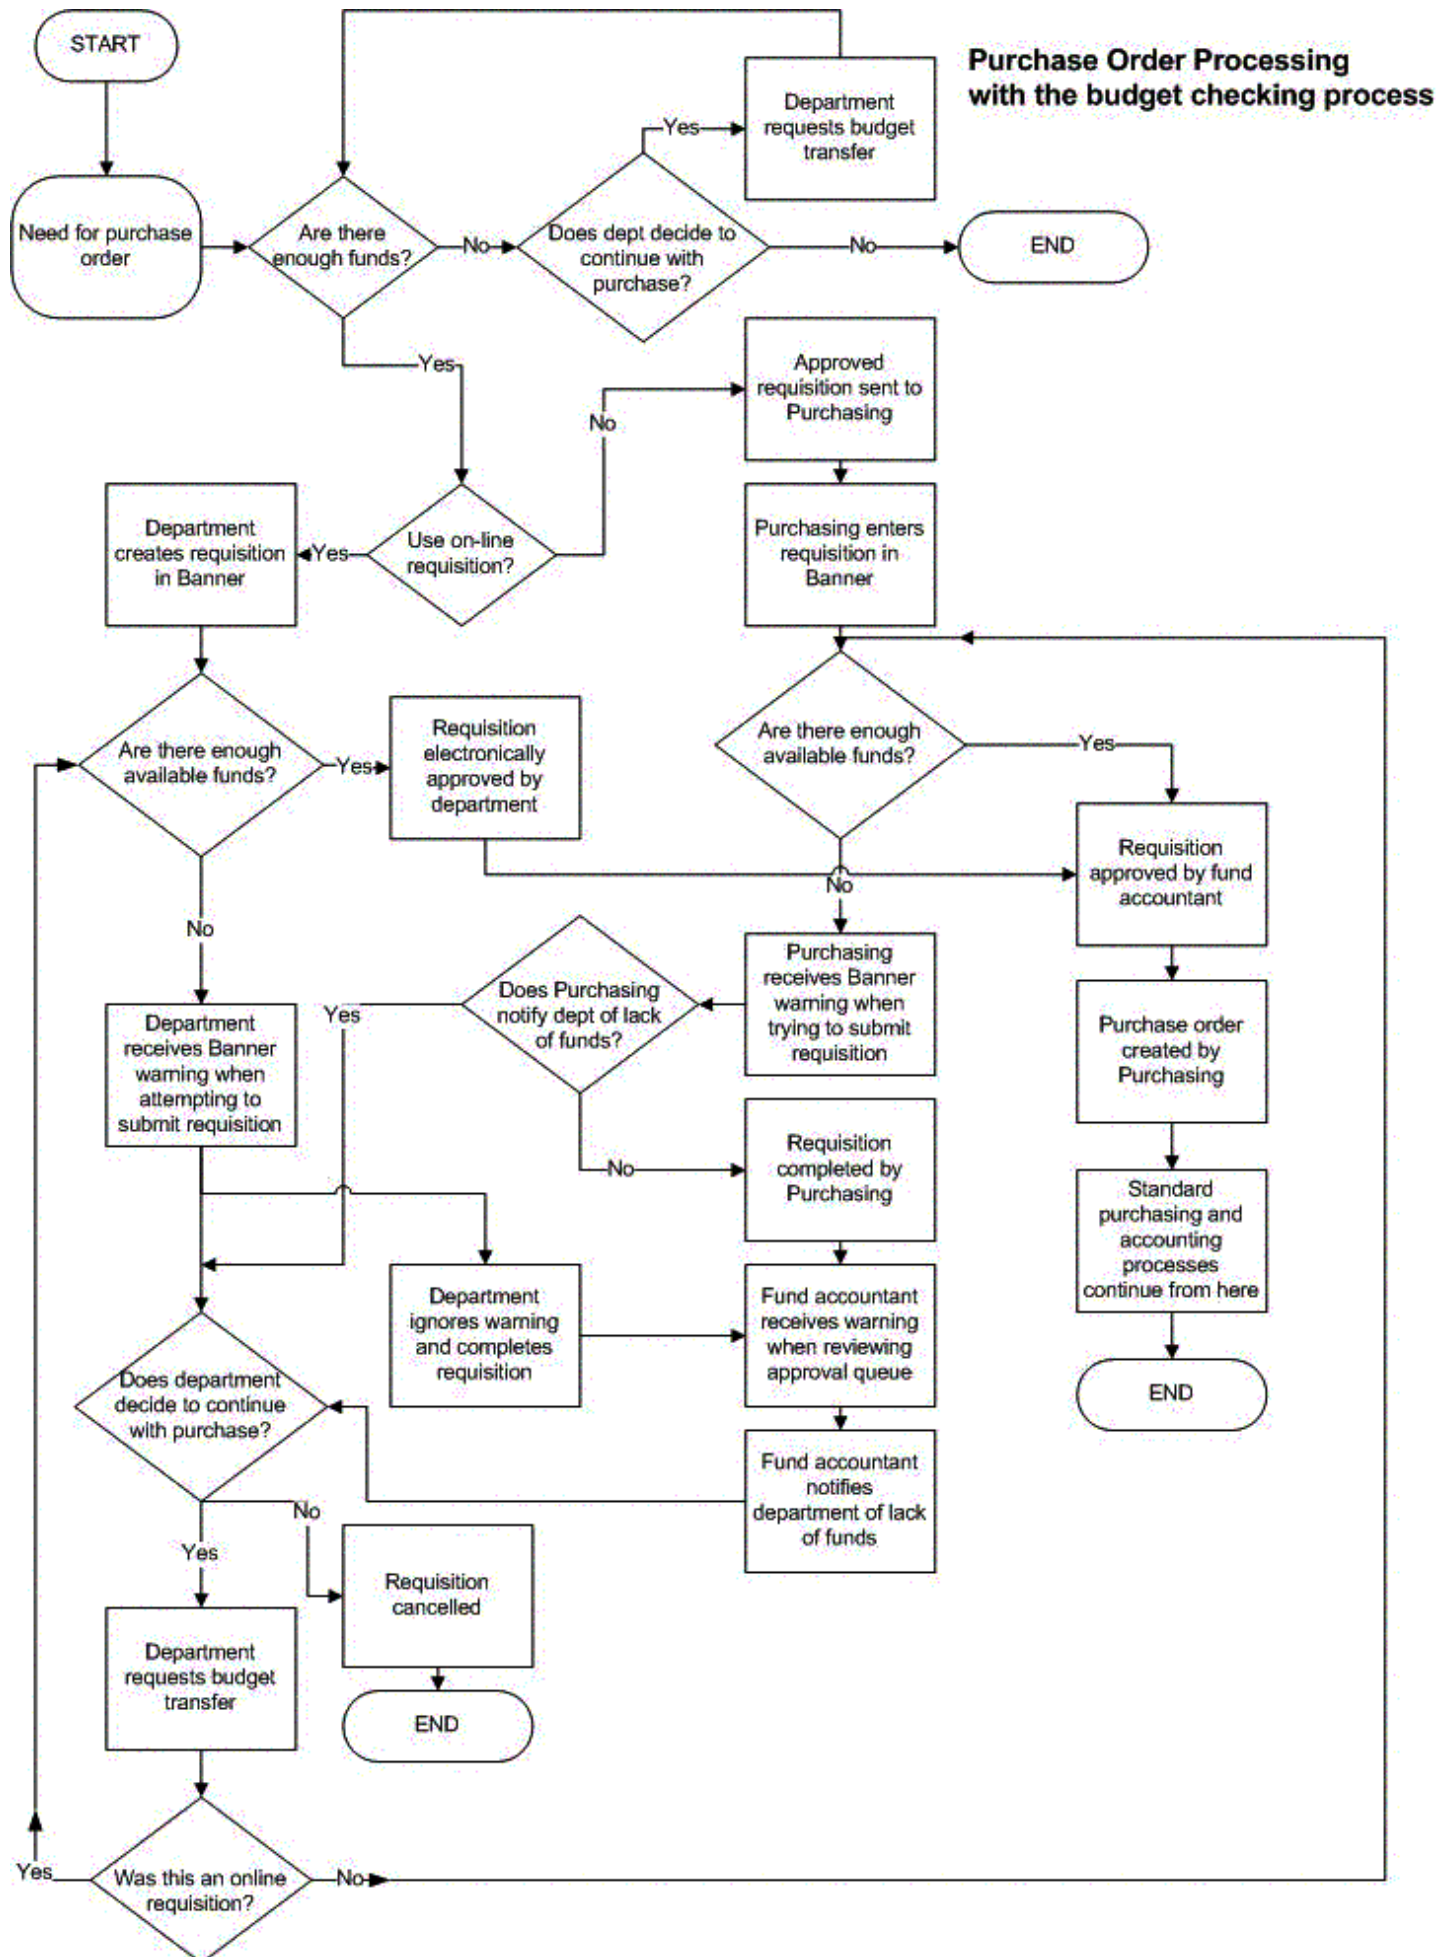 START
Purchase Order Processing
with the budget checking process
Department
requests budget
transfer
Yes
Need for purchase
order
Are there
enough funds?
No
Does dept decide to
continue with
purchase?
No
END
Yes
Approved
requisition sent to
Purchasing
No
Department
creates requisition
in Banner
Yes
Use on-line
requisition?
Purchasing enters
requisition in
Banner
Are there enough
available funds?
Yes
Requisition
electronically
approved by
department
Are there enough
available funds?
Yes
Requisition
approved by fund
accountant
No
No
Purchasing
receives Banner
warning when
trying to submit
requisition
Does Purchasing
notify dept of lack
of funds?
Yes
Department
receives Banner
warning when
attempting to
submit requisition
Purchase order
created by
Purchasing
No
Requisition
completed by
Purchasing
Standard
purchasing and
accounting
processes
continue from here
Department
ignores warning
and completes
requisition
Fund accountant
receives warning
when reviewing
approval queue
END
Does department
decide to continue
with purchase?
Fund accountant
notifies
department of lack
of funds
No
Yes
Requisition
cancelled
Department
requests budget
transfer
END
Yes
Was this an online
requisition?
No